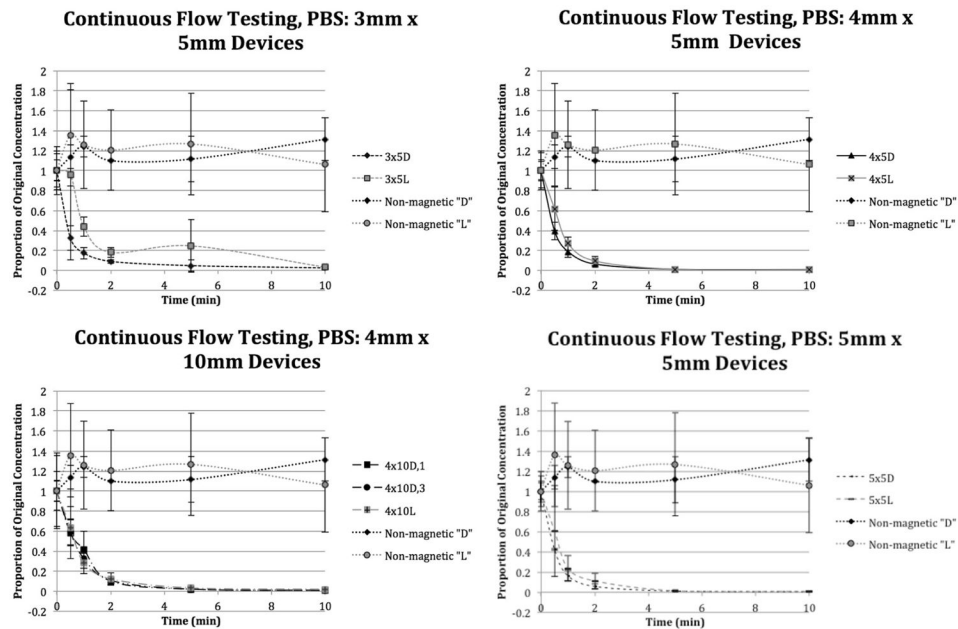 Continuous Flow Testing, PBS: 3mm x
5mm Devices
Proportion of Original Concentration
2
1.8
1.6
1.4
1.2
1
0.8
0.6
0.4
0.2
0
-0.2
0
2
4
6
8
10
Time (min)
3x5D
3x5L
Non-magnetic "D"
Non-magnetic "L"
Continuous Flow Testing, PBS: 4mm x
5mm Devices
Proportion of Original Concentration
2
1.8
1.6
1.4
1.2
1
0.8
0.6
0.4
0.2
0
-0.2
0
2
4
6
8
10
Time (min)
4x5D
4x5L
Non-magnetic "D"
Non-magnetic "L"
Continuous Flow Testing, PBS: 4mm x
10mm Devices
Proportion of Original Concentration
2
1.8
1.6
1.4
1.2
1
0.8
0.6
0.4
0.2
0
-0.2
0
2
4
6
8
10
Time (min)
4x10D,1
4x10D,3
4x10L
Non-magnetic "D"
Non-magnetic "L"
Continuous Flow Testing, PBS: 5mm x
5mm Devices
Proportion of Original Concentration
2
1.8
1.6
1.4
1.2
1
0.8
0.6
0.4
0.2
0
-0.2
0
2
4
6
8
10
Time (min)
5x5D
5x5L
Non-magnetic "D"
Non-magnetic "L"